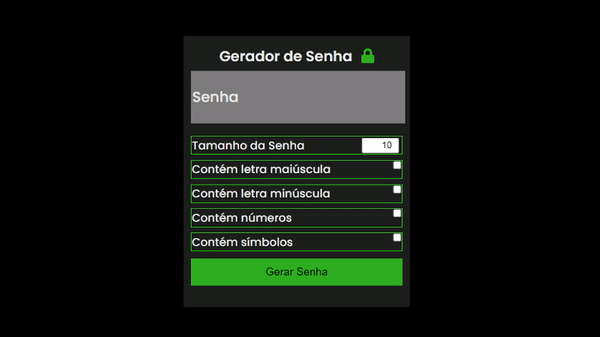 Gerador de Senha
Senha
Tamanho da Senha 10
Contém letra maiúscula
Contém letra minúscula
Contém números
Contém símbolos
Gerar Senha